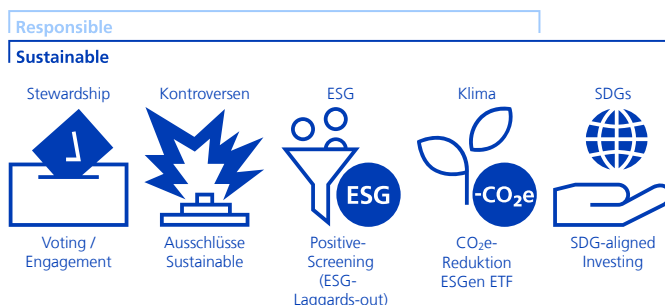 Responsible
Sustainable
Stewardship
Kontroversen
ESG
Klima
SDGs
ESG
-CO₂e
Voting /
Engagement
Ausschlüsse
Sustainable
Positive-
Screening
(ESG-
Laggards-out)
CO₂e-
Reduktion
ESGen ETF
SDG-aligned
Investing